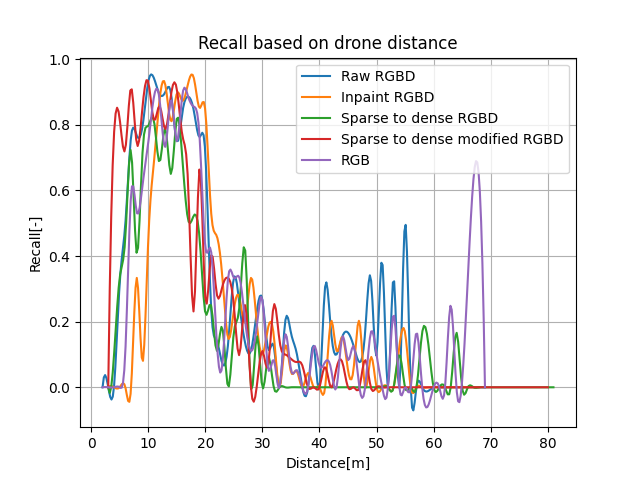 Recall based on drone distance
Raw RGBD
Inpaint RGBD
Sparse to dense RGBD
Sparse to dense modified RGBD
RGB
Recall[-]
1.0
0.8
0.6
0.4
0.2
0.0
0 10 20 30 40 50 60 70 80
Distance[m]